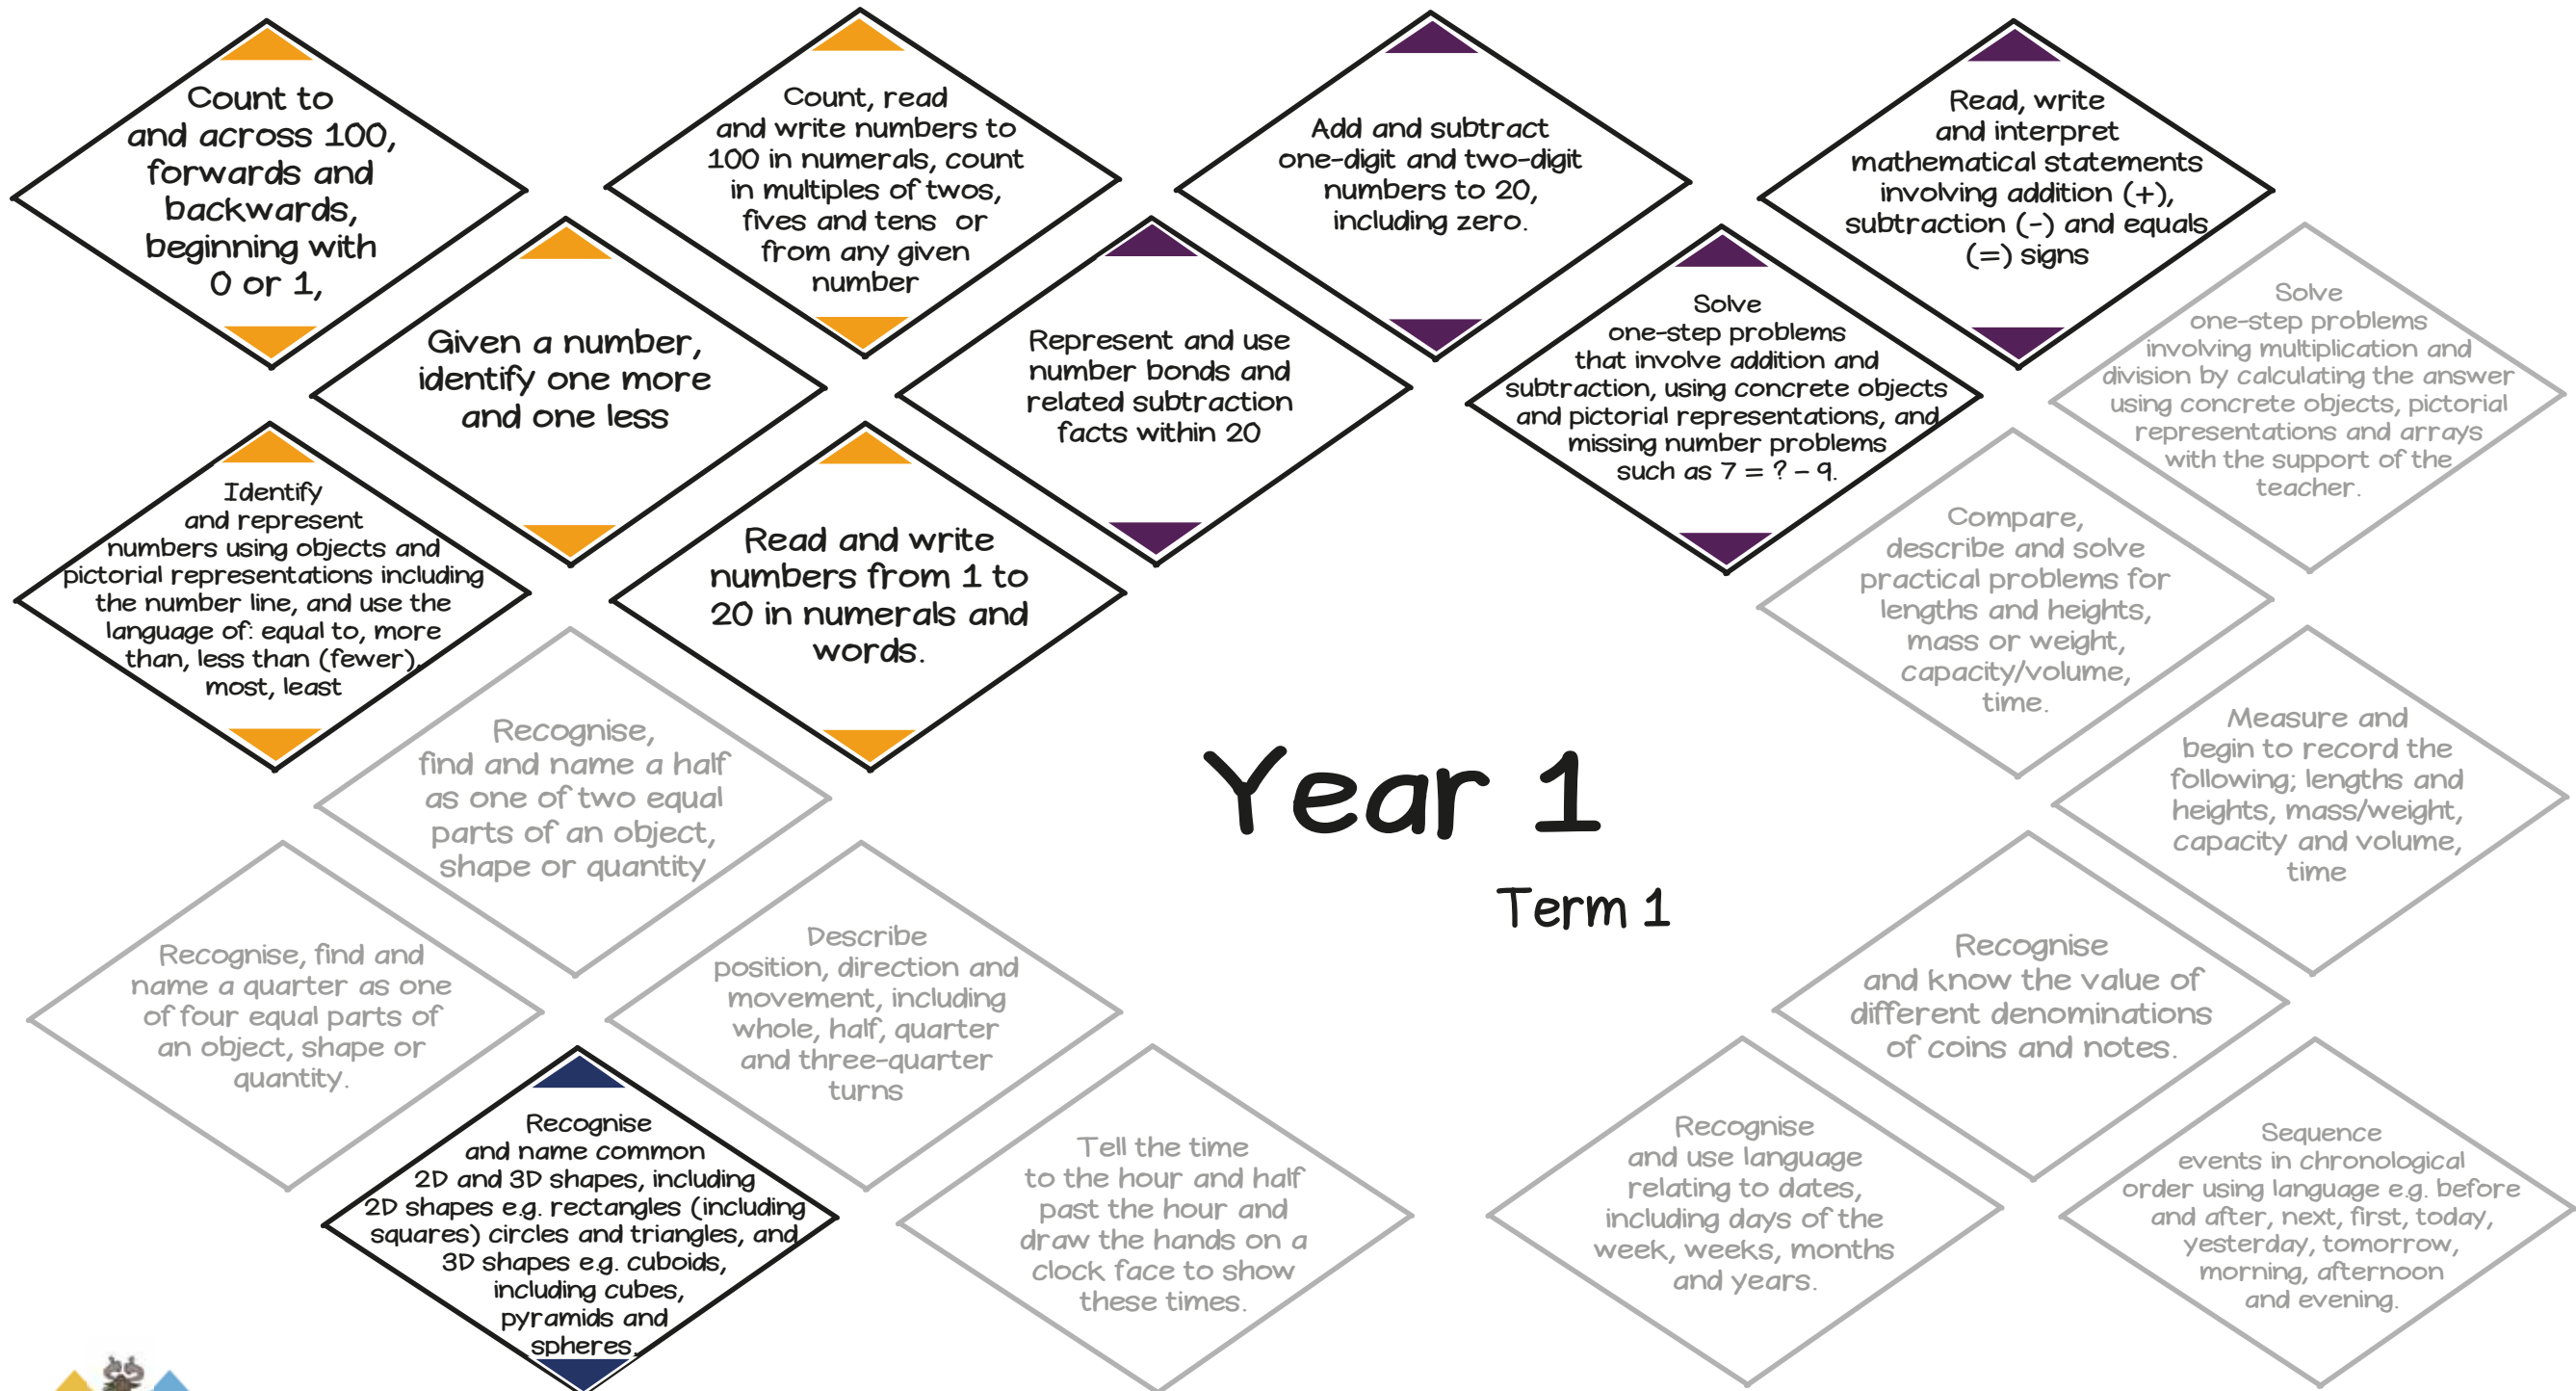 Count to
and across 100,
forwards and
backwards,
beginning with
0 or 1,
Count, read
and write numbers to
100 in numerals, count
in multiples of twos,
fives and tens or
from any given
number
Add and subtract
one-digit and two-digit
numbers to 20,
including zero.
Read, write
and interpret
mathematical statements
involving addition (+),
subtraction (-) and equals
(=) signs
Given a number,
identify one more
and one less
Represent and use
number bonds and
related subtraction
facts within 20
Solve
one-step problems
that involve addition and
subtraction, using concrete objects
and pictorial representations, and
missing number problems
such as 7 = ? – 9.
Solve
one-step problems
involving multiplication and
division by calculating the answer
using concrete objects, pictorial
representations and arrays
with the support of the
teacher.
Identify
and represent
numbers using objects and
pictorial representations including
the number line, and use the
language of: equal to, more
than, less than (fewer),
most, least
Read and write
numbers from 1 to
20 in numerals and
words.
Compare,
describe and solve
practical problems for
lengths and heights,
mass or weight,
capacity/volume,
time.
Recognise,
find and name a half
as one of two equal
parts of an object,
shape or quantity
Year 1
Term 1
Measure and
begin to record the
following; lengths and
heights, mass/weight,
capacity and volume,
time
Recognise, find and
name a quarter as one
of four equal parts of
an object, shape or
quantity.
Describe
position, direction and
movement, including
whole, half, quarter
and three-quarter
turns
Recognise
and know the value of
different denominations
of coins and notes.
Recognise
and name common
2D and 3D shapes, including
2D shapes e.g. rectangles (including
squares) circles and triangles, and
3D shapes e.g. cuboids,
including cubes,
pyramids and
spheres.
Tell the time
to the hour and half
past the hour and
draw the hands on a
clock face to show
these times.
Recognise
and use language
relating to dates,
including days of the
week, weeks, months
and years.
Sequence
events in chronological
order using language e.g. before
and after, next, first, today,
yesterday, tomorrow,
morning, afternoon
and evening.